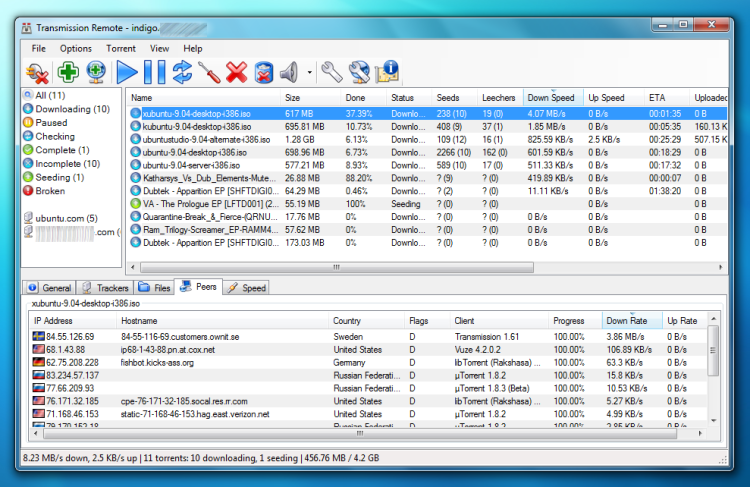 Transmission Remote - indigo.
File Options Torrent View Help
All (11)
Downloading (10)
Paused
Checking
Complete (1)
Incomplete (10)
Seeding (1)
Broken
ubuntu.com (5)
.com (
Name Size Done Status Seeds Leechers Down Speed Up Speed ETA Uploaded
xubuntu-9.04-desktop-i386.iso 617 MB 37.39% Downlo... 238 (10) 19 (0) 4.07 MB/s 0 B/s 00:01:35 0 B
kubuntu-9.04-desktop-i386.iso 695.81 MB 10.73% Downlo... 408 (9) 37 (1) 1.85 MB/s 0 B/s 00:05:35 160.13 K
ubuntustudio-9.04-alternate-i386.iso 1.28 GB 6.13% Downlo... 109 (12) 16 (1) 825.59 KB/s 2.5 KB/s 00:25:29 507.15 K
ubuntu-9.04-desktop-i386.iso 698.96 MB 6.73% Downlo... 2266 (10) 162 (0) 601.59 KB/s 0 B/s 00:18:29 0 B
ubuntu-9.04-server-i386.iso 577.21 MB 8.93% Downlo... 589 (10) 17 (0) 511.33 KB/s 0 B/s 00:17:32 0 B
Katharsys_Vs_Dub_Elements-Mute... 26.88 MB 88.20% Downlo... ? (9) ? (0) 419.89 KB/s 0 B/s 00:00:07 0 B
Dubtek - Apparition EP [SHFTDIGI0... 64.29 MB 0.46% Downlo... ? (2) ? (0) 11.11 KB/s 0 B/s 01:38:20 0 B
VA - The Prologue EP [LFTD001] (2... 55.19 MB 100% Seeding ? (0) ? (0) 0 B
Quarantine-Break_&_Fierce-(QRNU... 17.76 MB 0% Downlo... ? (0) ? (0) 0 B/s 0 B/s 0 B
Ram_Trilogy-Screamer_EP-RAMM4... 57.62 MB 0% Downlo... ? (0) ? (0) 0 B/s 0 B/s 0 B
Dubtek - Apparition EP [SHFTDIGI0... 173.03 MB 0% Downlo... ? (0) ? (0) 0 B/s 0 B/s 0 B
General Trackers Files Peers Speed
xubuntu-9.04-desktop-i386.iso
IP Address Hostname Country Flags Client Progress Down Rate Up Rate
84.55.126.69 84-55-116-69.customers.ownit.se Sweden D Transmission 1.61 100.00% 3.86 MB/s 0 B/s
68.1.43.88 ip68-1-43-88.pn.at.cox.net United States D Vuze 4.2.0.2 100.00% 106.89 KB/s 0 B/s
62.75.208.228 fishbot.kicks-ass.org Germany D libTorrent (Rakshasa) ... 100.00% 63.3 KB/s 0 B/s
83.234.57.137 Russian Federati... D µTorrent 1.8.2 100.00% 15.8 KB/s 0 B/s
77.66.209.93 Russian Federati... D µTorrent 1.8.3 (Beta) 100.00% 10.53 KB/s 0 B/s
76.171.32.185 cpe-76-171-32-185.socal.res.rr.com United States D libTorrent (Rakshasa) ... 100.00% 5.27 KB/s 0 B/s
71.168.46.153 static-71-168-46-153.hag.east.verizon.net United States D µTorrent 1.8.2 100.00% 4.99 KB/s 0 B/s
79.170.152.18 Russian Federati... D µTorrent 1.8.2 100.00% 2.85 KB/s 0 B/s
8.23 MB/s down, 2.5 KB/s up | 11 torrents: 10 downloading, 1 seeding | 456.76 MB / 4.2 GB